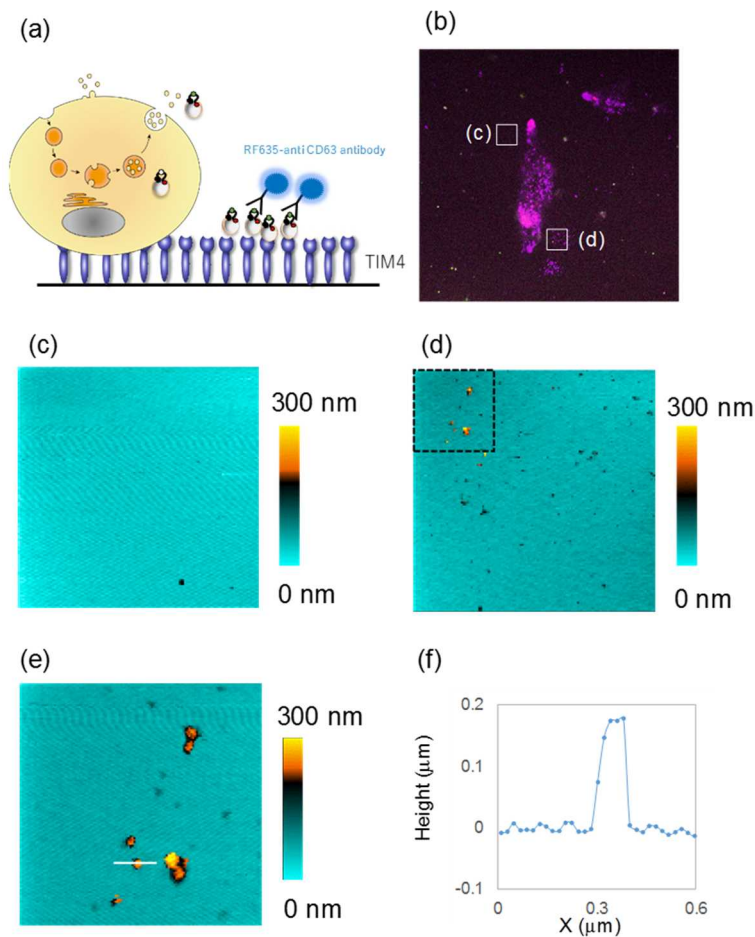 (a)
RF635-anti CD63 antibody
TIM4
(b)
(c)
(d)
(c)
300 nm
0 nm
(d)
300 nm
0 nm
(e)
300 nm
0 nm
(f)
Height (μm)
0.2
0.1
0
-0.1
0
0.3
0.6
X (μm)